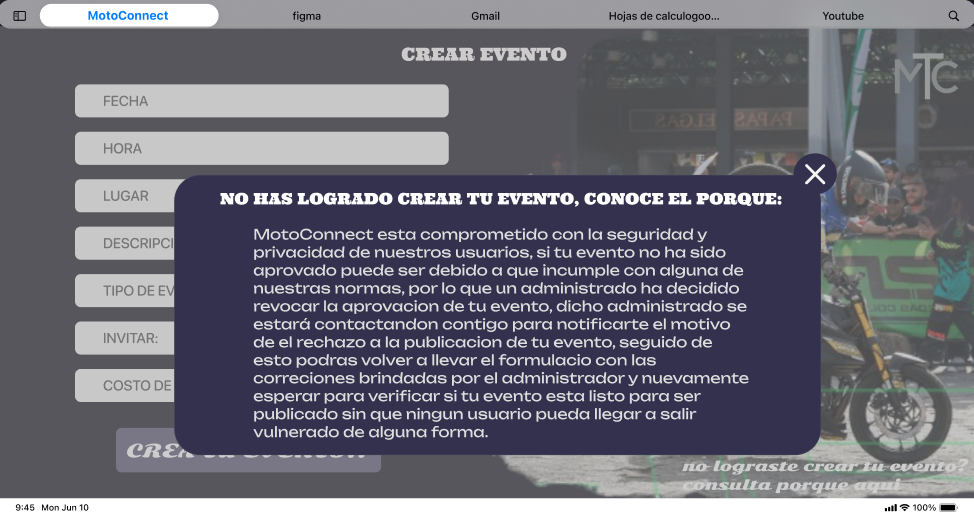 MotoConnect figma Gmail Hojas de calculogoo... Youtube
CREAR EVENTO
MTC
FECHA
PAPAS
HORA
LUGAR
NO HAS LOGRADO CREAR TU EVENTO, CONOCE EL PORQUE:
DESCRIPCI
TIPO DE EV
INVITAR:
COSTO DE
MotoConnect esta comprometido con la seguridad y
privacidad de nuestros usuarios, si tu evento no ha sido
aprovado puede ser debido a que incumple con alguna de
nuestras normas, por lo que un administrado ha decidido
revocar la aprovacion de tu evento, dicho administrado se
estará contactandon contigo para notificarte el motivo
de el rechazo a la publicacion de tu evento, seguido de
esto podras volver a llevar el formulacio con las
correciones brindadas por el administrador y nuevamente
esperar para verificar si tu evento esta listo para ser
publicado sin que ningun usuario pueda llegar a salir
vulnerado de alguna forma.
no lograste crear tu evento?
consulta porque aqui
9:45 Mon Jun 10 100%